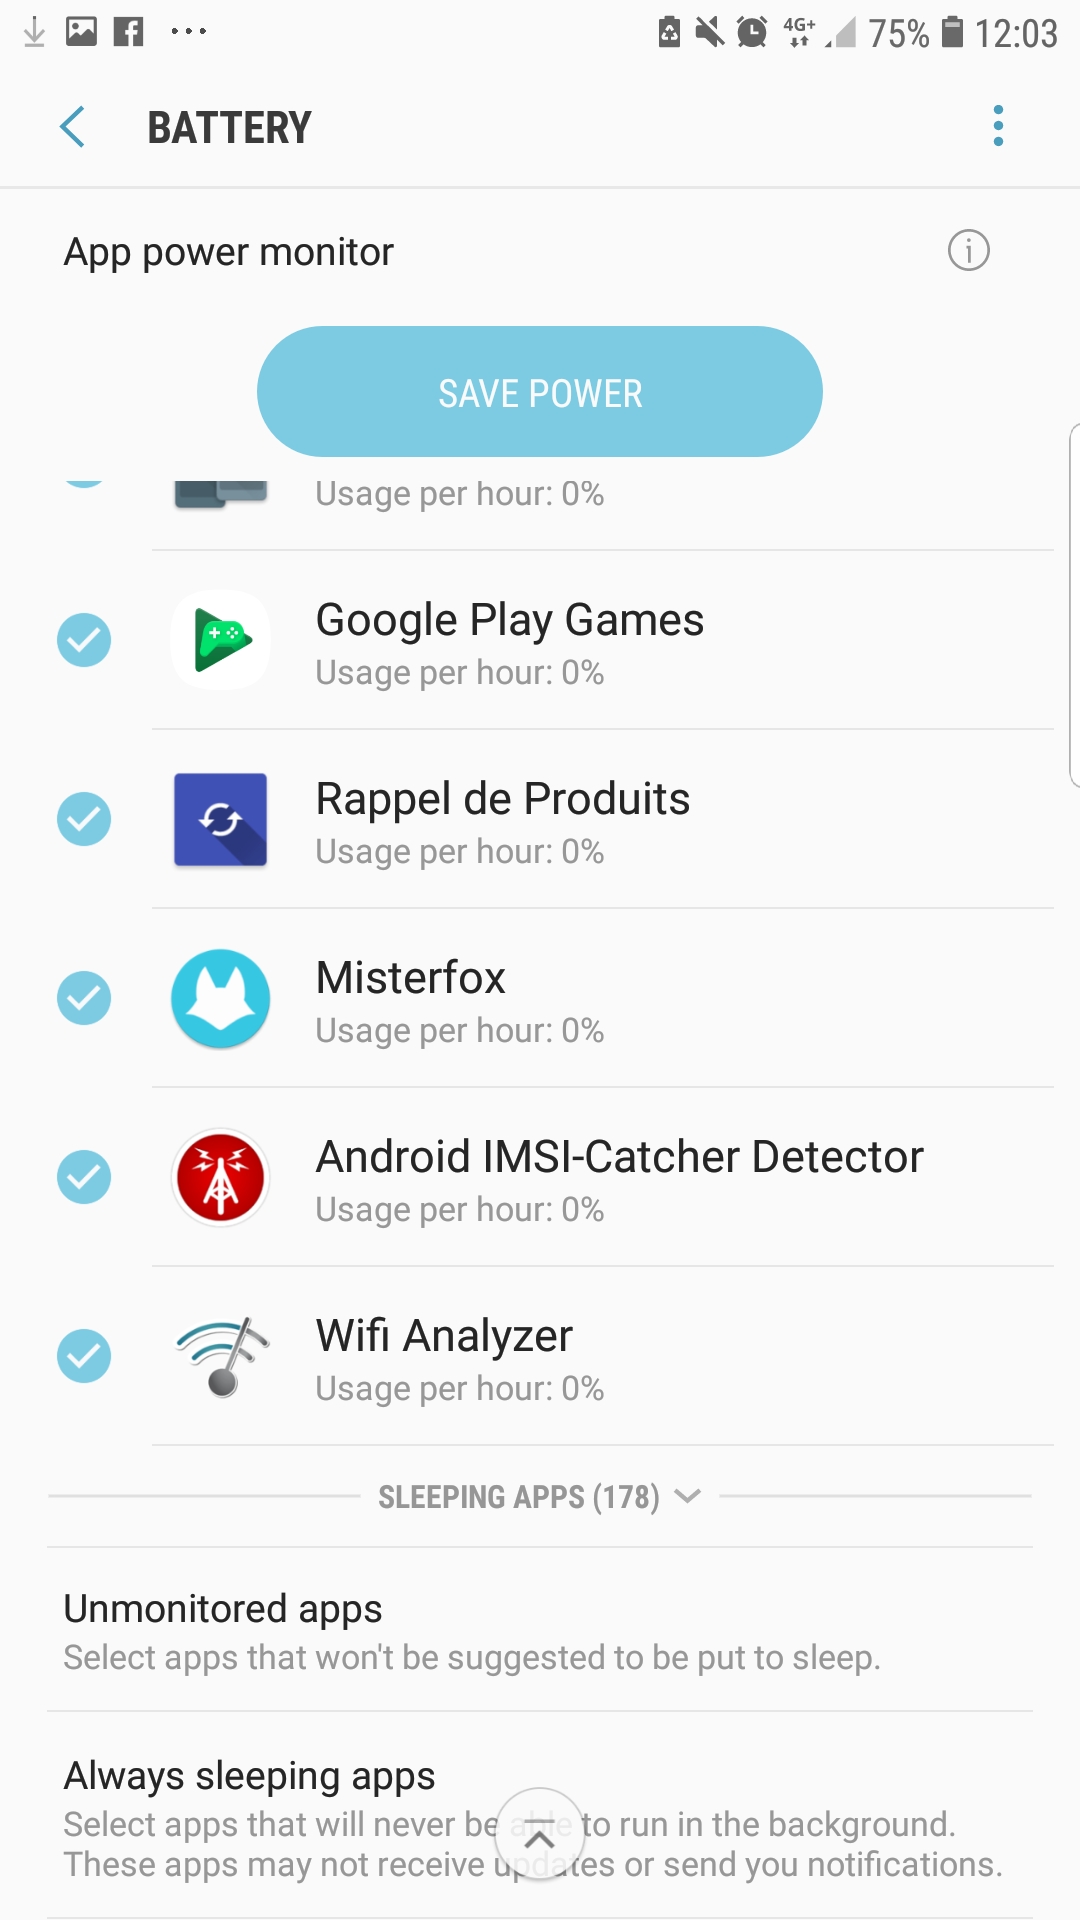 4G+ 75% 12:03
BATTERY
App power monitor
SAVE POWER
Usage per hour: 0%
Google Play Games
Usage per hour: 0%
Rappel de Produits
Usage per hour: 0%
Misterfox
Usage per hour: 0%
Android IMSI-Catcher Detector
Usage per hour: 0%
Wifi Analyzer
Usage per hour: 0%
SLEEPING APPS (178)
Unmonitored apps
Select apps that won't be suggested to be put to sleep.
Always sleeping apps
Select apps that will never be able to run in the background.
These apps may not receive updates or send you notifications.